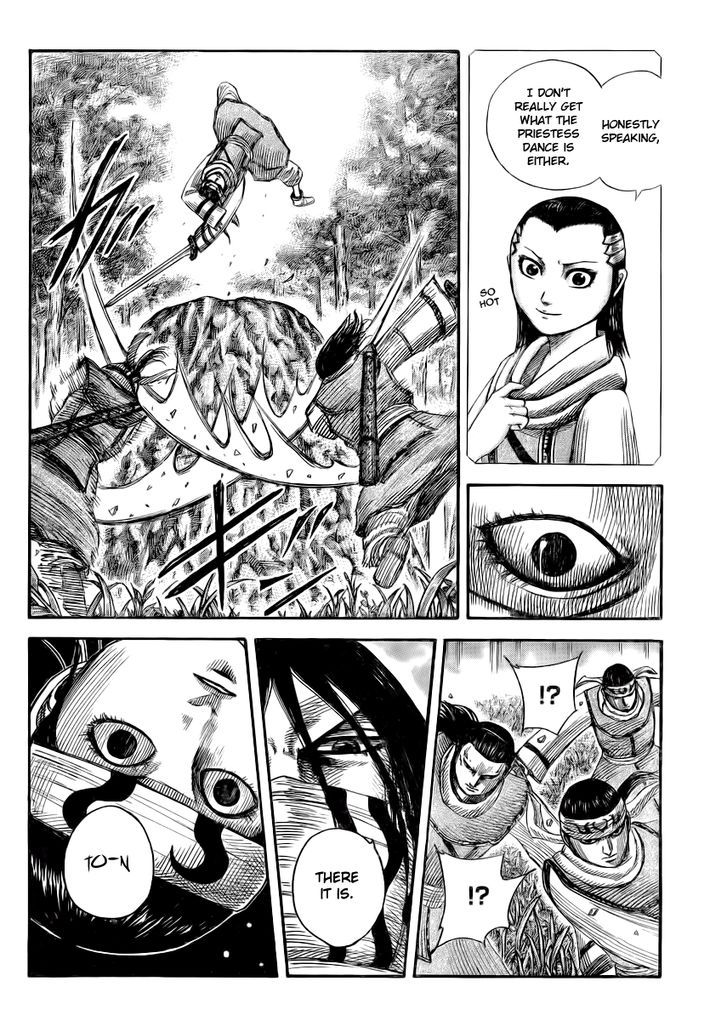 HONESTLY
SPEAKING,
I DON'T
REALLY GET
WHAT THE
PRIESTESS
DANCE IS
EITHER.
SO
HOT
!?
!?
THERE
IT IS.
TO-N